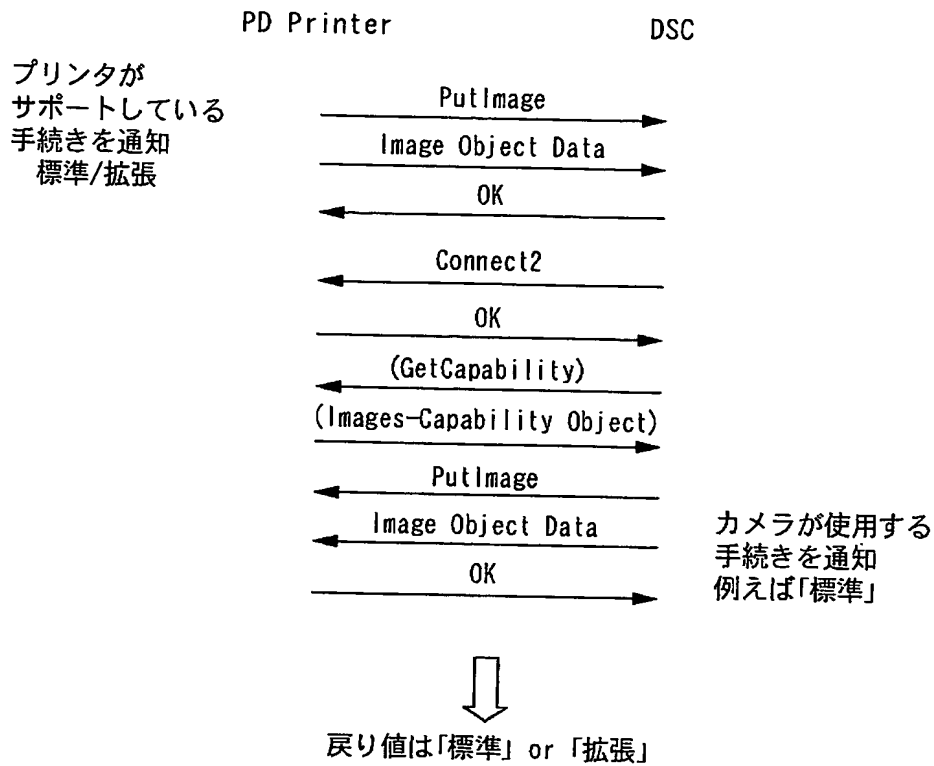 PD Printer
DSC
プリンタが
サポートしている
手続きを通知
標準/拡張
PutImage
Image Object Data
OK
Connect2
OK
(GetCapability)
(Images-Capability Object)
PutImage
Image Object Data
OK
カメラが使用する
手続きを通知
例えば「標準」
戻り値は「標準」 or 「拡張」